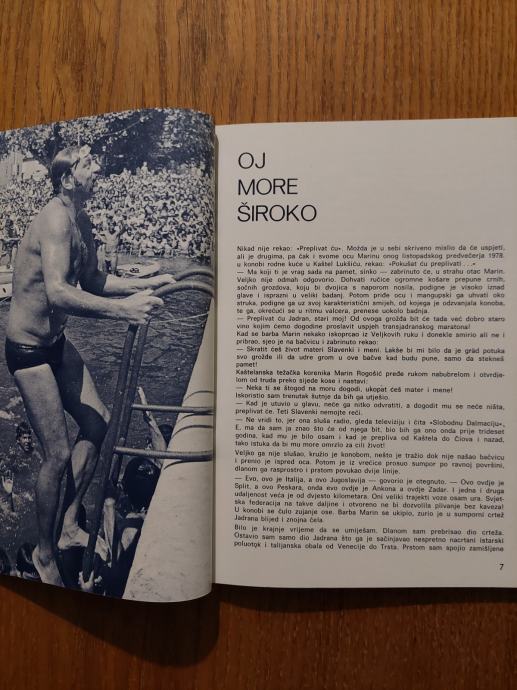 OJ
MORE
ŠIROKO
Nikad nije rekao: «Preplivat ću». Možda je u sebi skriveno mislio da će uspjeti,
ali je drugima, pa čak i svome ocu Marinu onog listopadskog predvečerja 1978.
u konobi rodne kuće u Kaštel Lukšiću, rekao: «Pokušat ću preplivati . . .»
— Ma koji ti je vrag sada na pamet, sinko — zabrinuto će, u strahu otac Marin.
Veljko nije odmah odgovorio. Dohvati ručice ogromne košare prepune crnih,
sočnih grozdova, koju bi dvojica s naporom nosila, podigne je visoko iznad
glave i isprazni u veliki badanj. Potom priđe ocu i mangupski ga uhvati oko
struka, podigne ga uz svoj karakteristični smijeh, od kojega je odzvanjala konoba,
te ga, okrećući se u ritmu valcera, prenese uokolo badnja.
— Preplivat ću Jadran, stari moj! Od ovoga grožđa bit će tada već dobro staro
vino kojim ćemo dogodine proslavit uspjeh transjadranskog maratona!
Kad se barba Marin nekako iskoprcao iz Veljkovih ruku i donekle smirio ali ne i
pribrao, sjeo je na bačvicu i zabrinuto rekao:
— Skratit ćeš život materi Slavenki i meni. Lakše bi mi bilo da je grad potuka
svo grožđe ili da udre grom u ove bačve kad budu pune, samo da stekneš
pameti!
Kaštelanska težačka korenika Marin Rogošić pređe rukom nabubrelom i otvrdje-
lom od truda preko sijede kose i nastavi:
— Neka ti se štogod na moru dogodi, ukopat ćeš mater i mene!
Iskoristio sam trenutak šutnje da bih ga utješio.
— Kad je utuvio u glavu, neće ga nitko odvratiti, a dogodit mu se neće ništa,
preplivat će. Teti Slavenki nemojte reći.
— Ne vridi to, jer ona sluša radio, gleda televiziju i čita «Slobodnu Dalmaciju».
E, ma da sam ja znao što će od njega bit, bio bih ga ono onda prije trideset
godina, kad mu je bilo osam i kad je prepliva od Kaštela do Čiova i nazad,
tako istuka da bi mu more omrzlo za cili život!
Veljko ga nije slušao, kružio je konobom, nešto je tražio dok nije našao bačvicu
i prenio je ispred oca. Potom je iz vrećice prosuo sumpor po ravnoj površini,
dlanom ga rasprostro i prstom povukao dvije linije.
— Evo, ovo je Italija, a ovo Jugoslavija — govorio je otegnuto. — Ovo ovdje je
Split, a ovo Peskara, onda evo ovdje je Ankona a ovdje Zadar. I jedna i druga
udaljenost veća je od dvjesto kilometara. Oni veliki trajekti voze osam ura. Svjet-
ska federacija na takve daljine i otvoreno ne bi dozvolila plivanje bez kaveza!
U konobi se čulo zujanje ose. Barba Marin se ukipio, zurio je u sumporni crtež
Jadrana blijed i znojna čela.
Bilo je krajnje vrijeme da se umiješam. Dlanom sam prebrisao dio crteža.
Ostavio sam samo dio Jadrana što ga je sačinjavao nespretno nacrtani istarski
poluotok i talijanska obala od Venecije do Trsta. Prstom sam spojio zamišljene
7